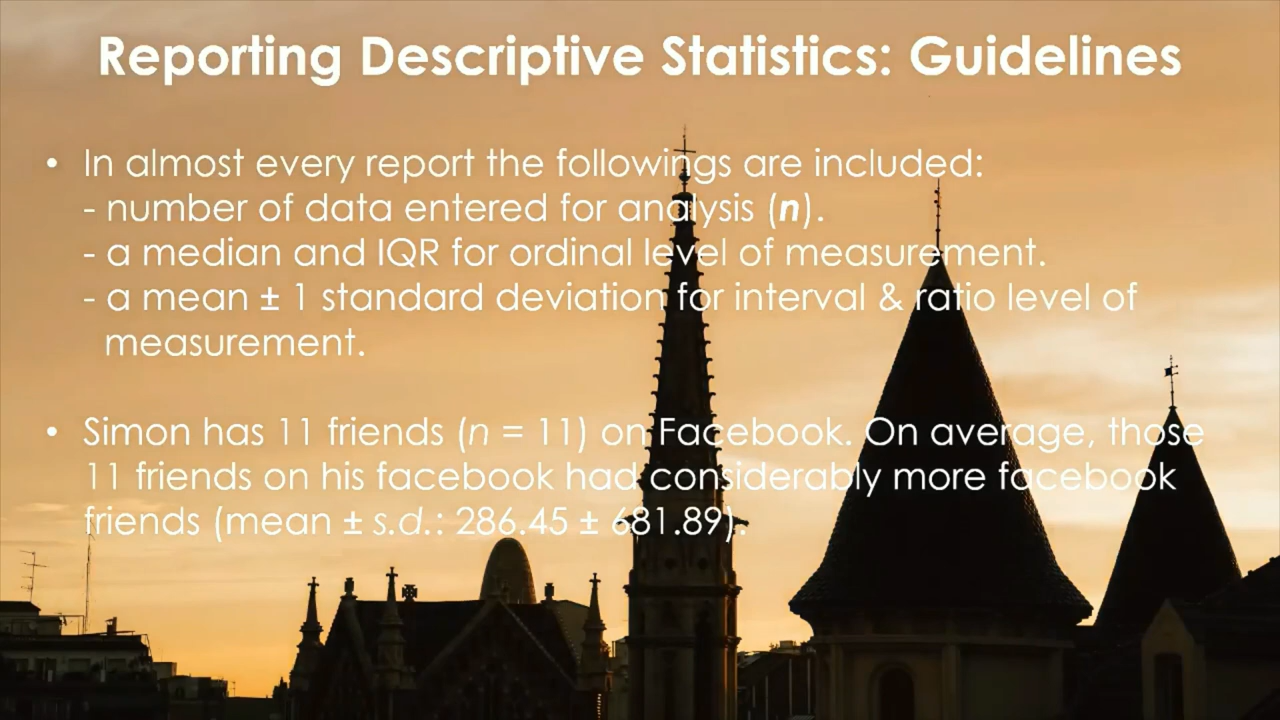 Reporting Descriptive Statistics: Guidelines
• In almost every report the followings are included:
- number of data entered for analysis (n).
- a median and IQR for ordinal level of measurement.
- a mean ± 1 standard deviation for interval & ratio level of
measurement.
• Simon has 11 friends (n = 11) on Facebook. On average, those
11 friends on his facebook had considerably more facebook
friends (mean ± s.d.: 286.45 ± 681.89).